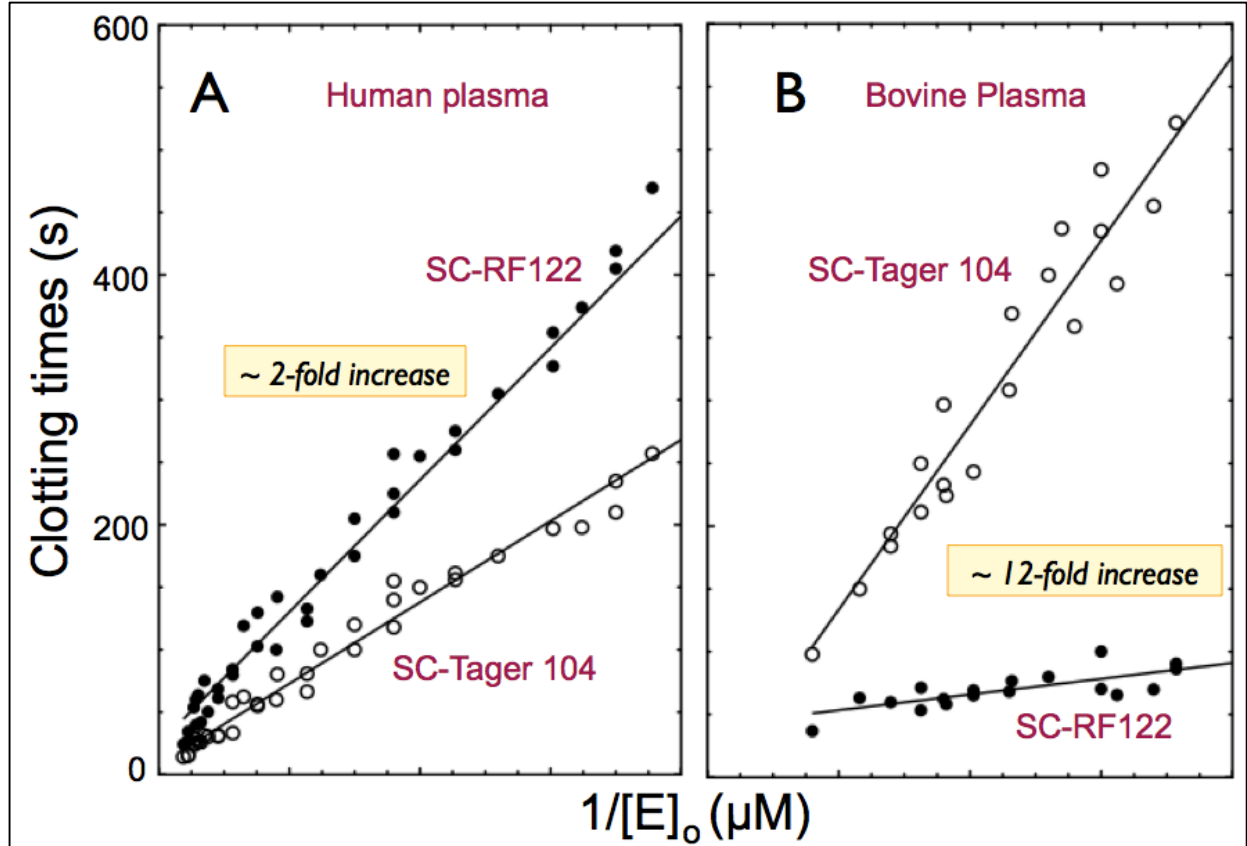 600
400
200
0
Clotting times (s)
A
Human plasma
SC-RF122
~ 2-fold increase
SC-Tager 104
B
Bovine Plasma
SC-Tager 104
~ 12-fold increase
SC-RF122
1/[E]ₒ (µM)